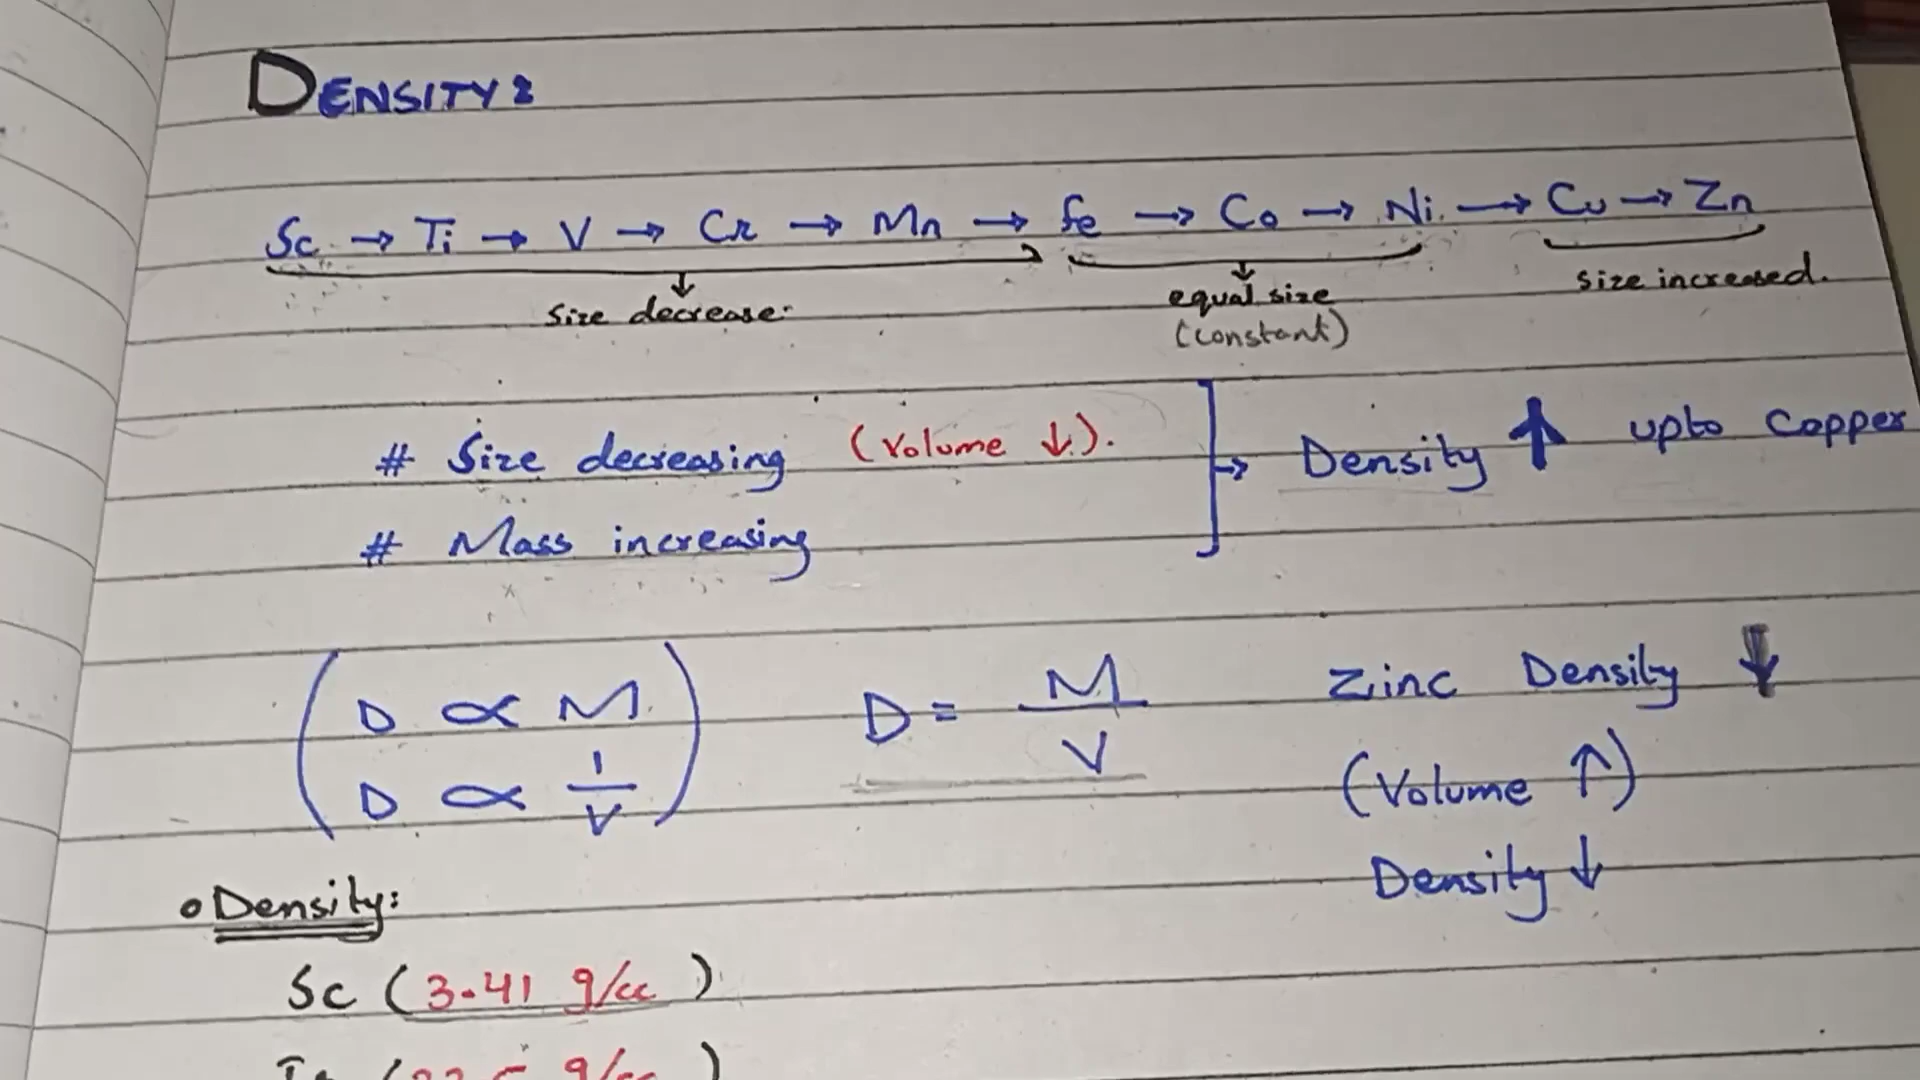 DENSITY:
Sc → Ti → V → Cr → Mn → Fe → Co → Ni → Cu → Zn
↓ size decrease.
↓ equal size (constant)
size increased.
# Size decreasing (Volume ↓).
# Mass increasing
→ Density ↑ upto Copper
D ∝ M
D ∝ 1/V
D = M/V
Zinc Density ↓
(Volume ↑)
Density ↓
• Density:
Sc (3.41 g/cc)
g/cc )